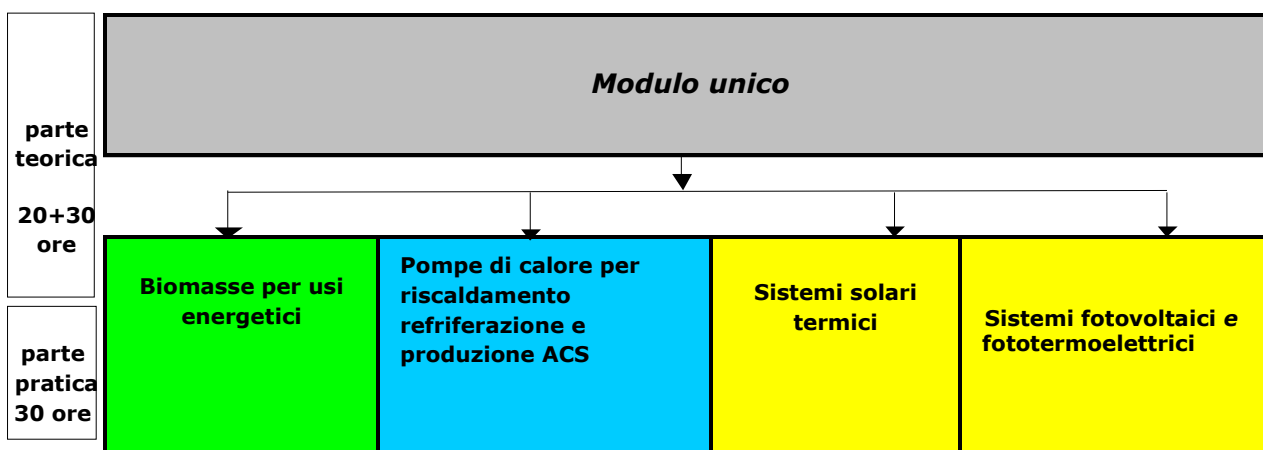 parte
teorica
20+30
ore
Modulo unico
parte
pratica
30 ore
Biomasse per usi
energetici
Pompe di calore per
riscaldamento
refriferazione e
produzione ACS
Sistemi solari
termici
Sistemi fotovoltaici e
fototermoelettrici